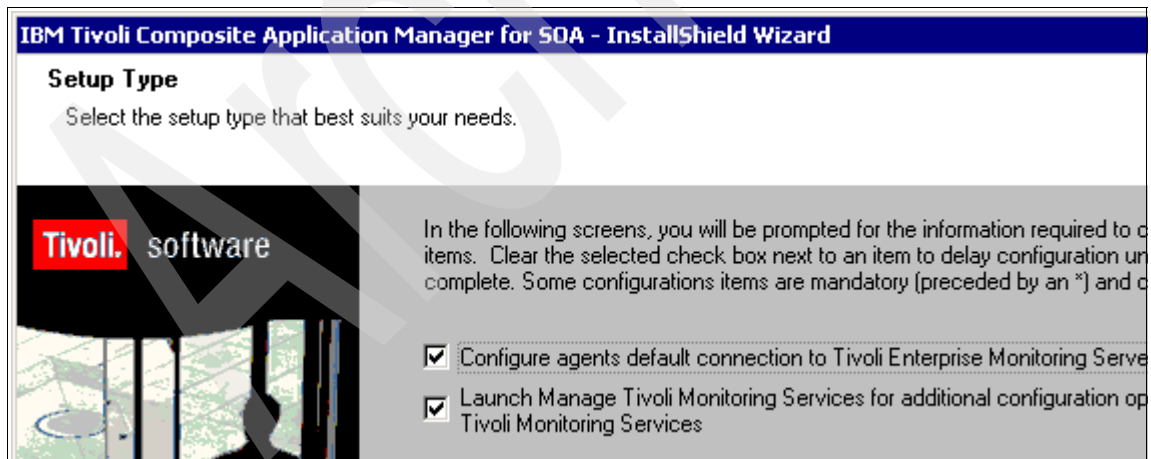 IBM Tivoli Composite Application Manager for SOA - InstallShield Wizard
Setup Type
Select the setup type that best suits your needs.
Tivoli. software
In the following screens, you will be prompted for the information required to c
items. Clear the selected check box next to an item to delay configuration un
complete. Some configurations items are mandatory (preceded by an *) and c
Configure agents default connection to Tivoli Enterprise Monitoring Serve
Launch Manage Tivoli Monitoring Services for additional configuration op
Tivoli Monitoring Services